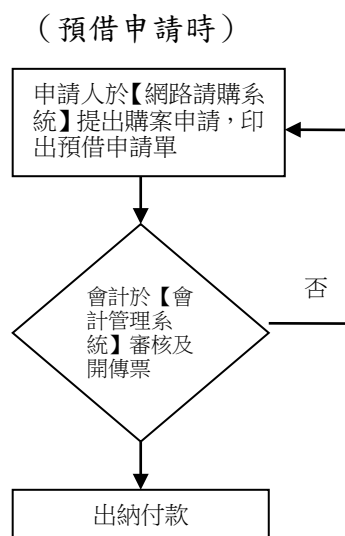 （預借申請時）
申請人於【網路請購系
統】提出購案申請，印
出預借申請單
否
會計於【會
計管理系
統】審核及
開傳票
出納付款